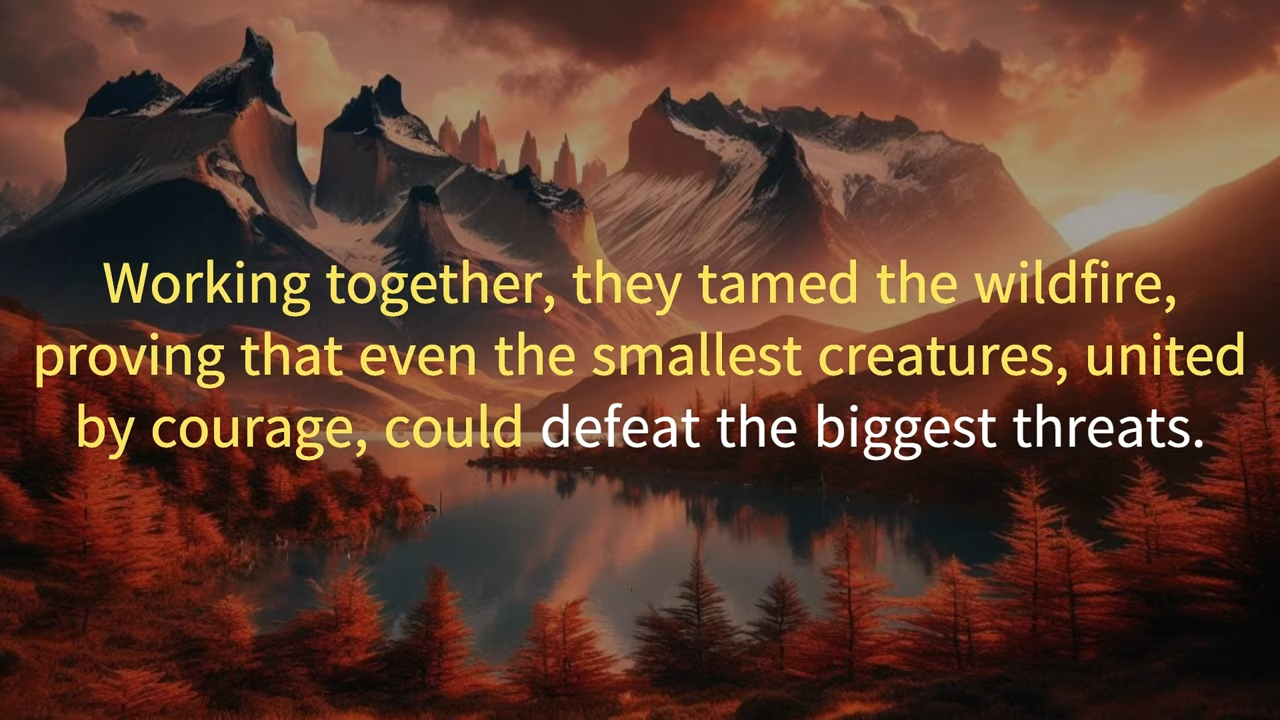 Working together, they tamed the wildfire,
proving that even the smallest creatures, united
by courage, could defeat the biggest threats.